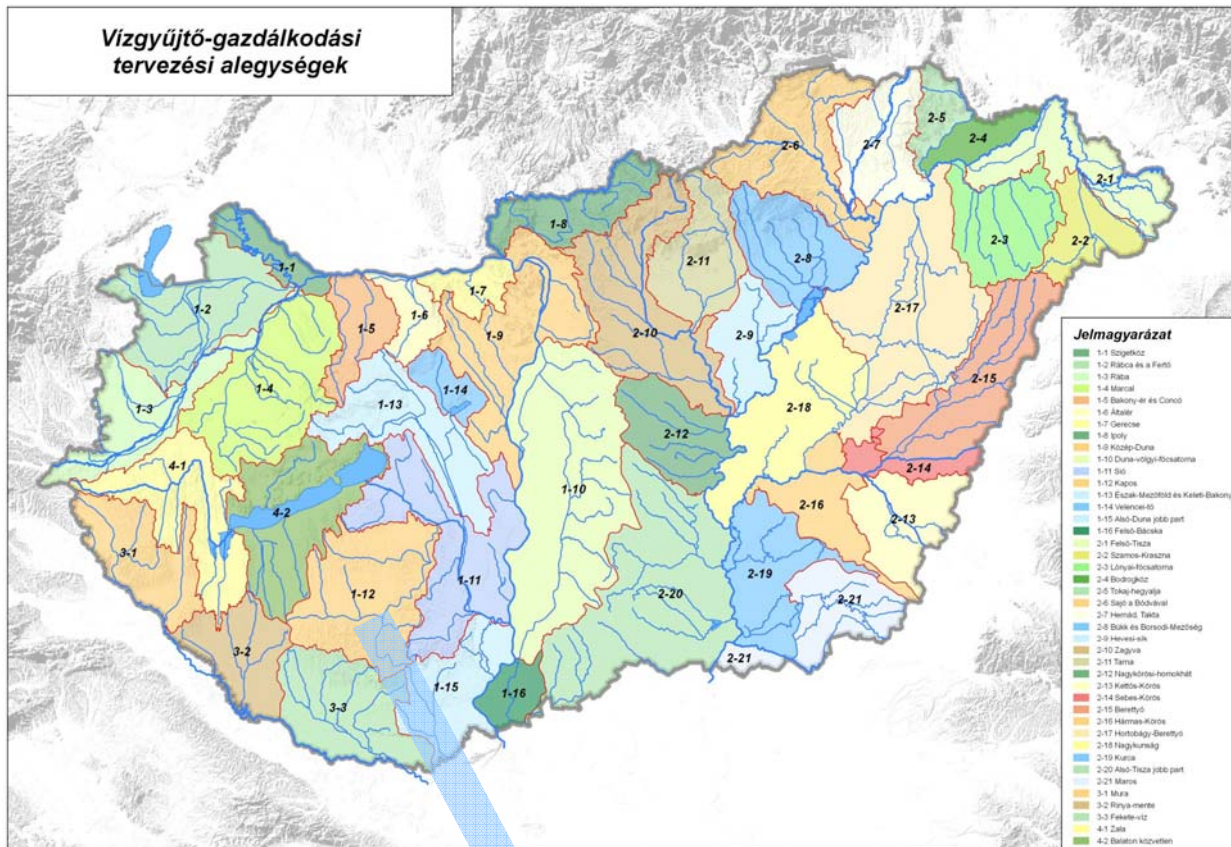 Vízgyűjtő-gazdálkodási
tervezési alegységek
2-5
2-4
2-6
2-7
2-1
1-8
2-3
2-2
1-1
2-11
2-8
1-2
1-7
1-6
2-17
1-5
1-9
2-10
2-9
1-4
1-14
1-3
1-13
2-15
2-18
2-12
4-1
2-14
1-10
4-2
2-16
2-13
3-1
2-19
1-11
1-12
2-20
2-21
3-2
2-21
1-15
1-16
3-3
Jelmagyarázat
1-1 Szigetköz
1-2 Rábca és a Fertő
1-3 Rába
1-4 Marcal
1-5 Bakony-ér és Concó
1-6 Általér
1-7 Gerecse
1-8 Ipoly
1-9 Közép-Duna
1-10 Duna-völgyi-főcsatorna
1-11 Sió
1-12 Kapos
1-13 Észak-Mezőföld és Keleti-Bakony
1-14 Velencei-tó
1-15 Alsó-Duna jobb part
1-16 Felső-Bácska
2-1 Felső-Tisza
2-2 Szamos-Kraszna
2-3 Lónyai-főcsatorna
2-4 Bodrogköz
2-5 Tokaj-hegyalja
2-6 Sajó a Bódvával
2-7 Hernád, Takta
2-8 Bükk és Borsodi-Mezőség
2-9 Hevesi-sík
2-10 Zagyva
2-11 Tarna
2-12 Nagykőrösi-homokhát
2-13 Kettős-Körös
2-14 Sebes-Körös
2-15 Berettyó
2-16 Hármas-Körös
2-17 Hortobágy-Berettyó
2-18 Nagykunság
2-19 Kurca
2-20 Alsó-Tisza jobb part
2-21 Maros
3-1 Mura
3-2 Rinya-mente
3-3 Fekete-víz
4-1 Zala
4-2 Balaton közvetlen